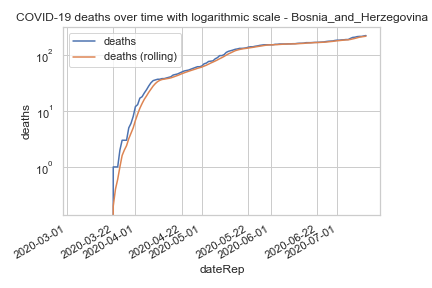 COVID-19 deaths over time with logarithmic scale - Bosnia_and_Herzegovina
deaths
deaths (rolling)
10²
10¹
10⁰
deaths
2020-03-01
2020-03-22
2020-04-01
2020-04-22
2020-05-01
2020-05-22
2020-06-01
2020-06-22
2020-07-01
dateRep